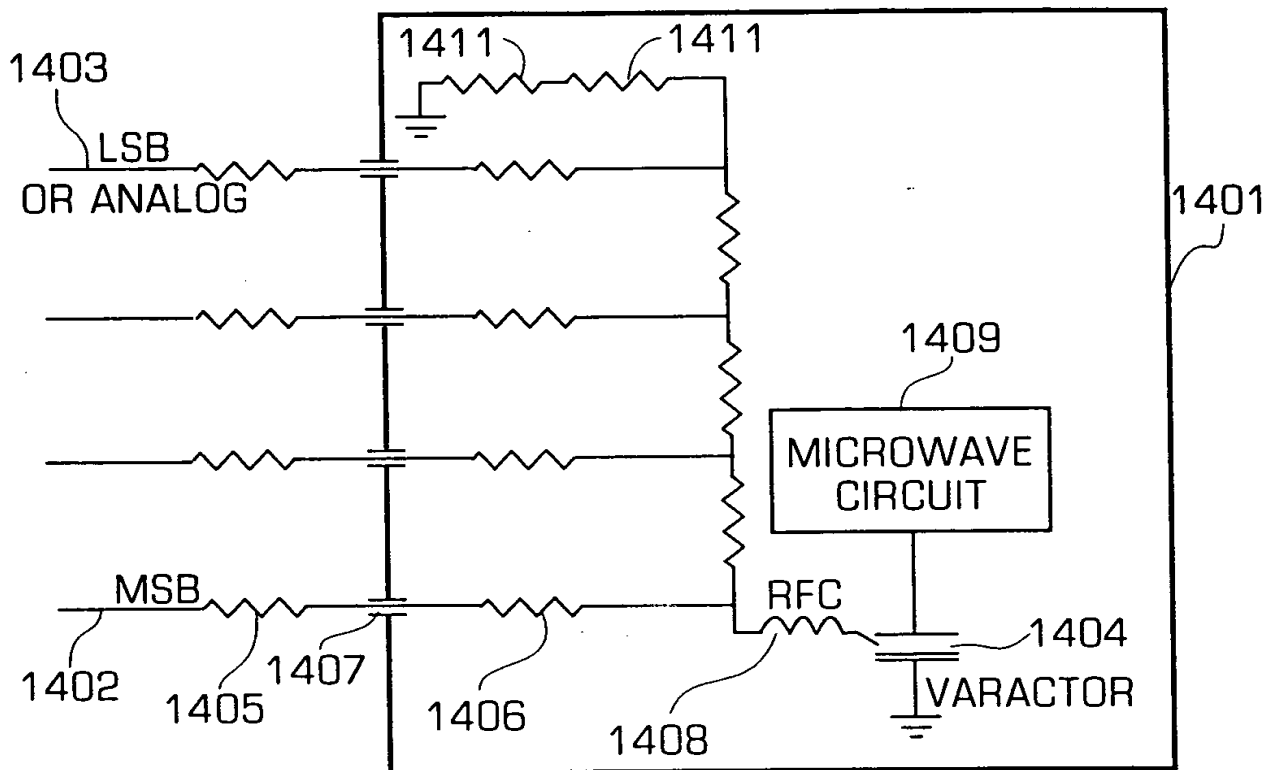 1411 1411
1403
LSB
OR ANALOG
1401
1409
MICROWAVE
CIRCUIT
MSB
RFC
1404
1402
1405
1407
1406
1408
VARACTOR